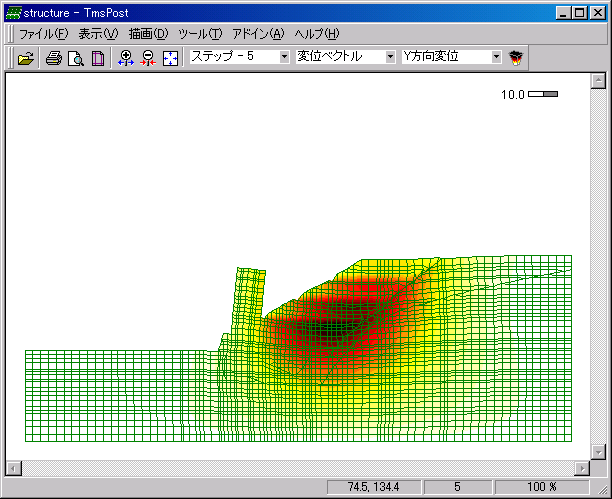 structure - TmsPost
ファイル(F) 表示(V) 描画(D) ツール(T) アドイン(A) ヘルプ(H)
ステップ - 5 変位ベクトル Y方向変位
10.0
74.5, 134.4 5 100 %